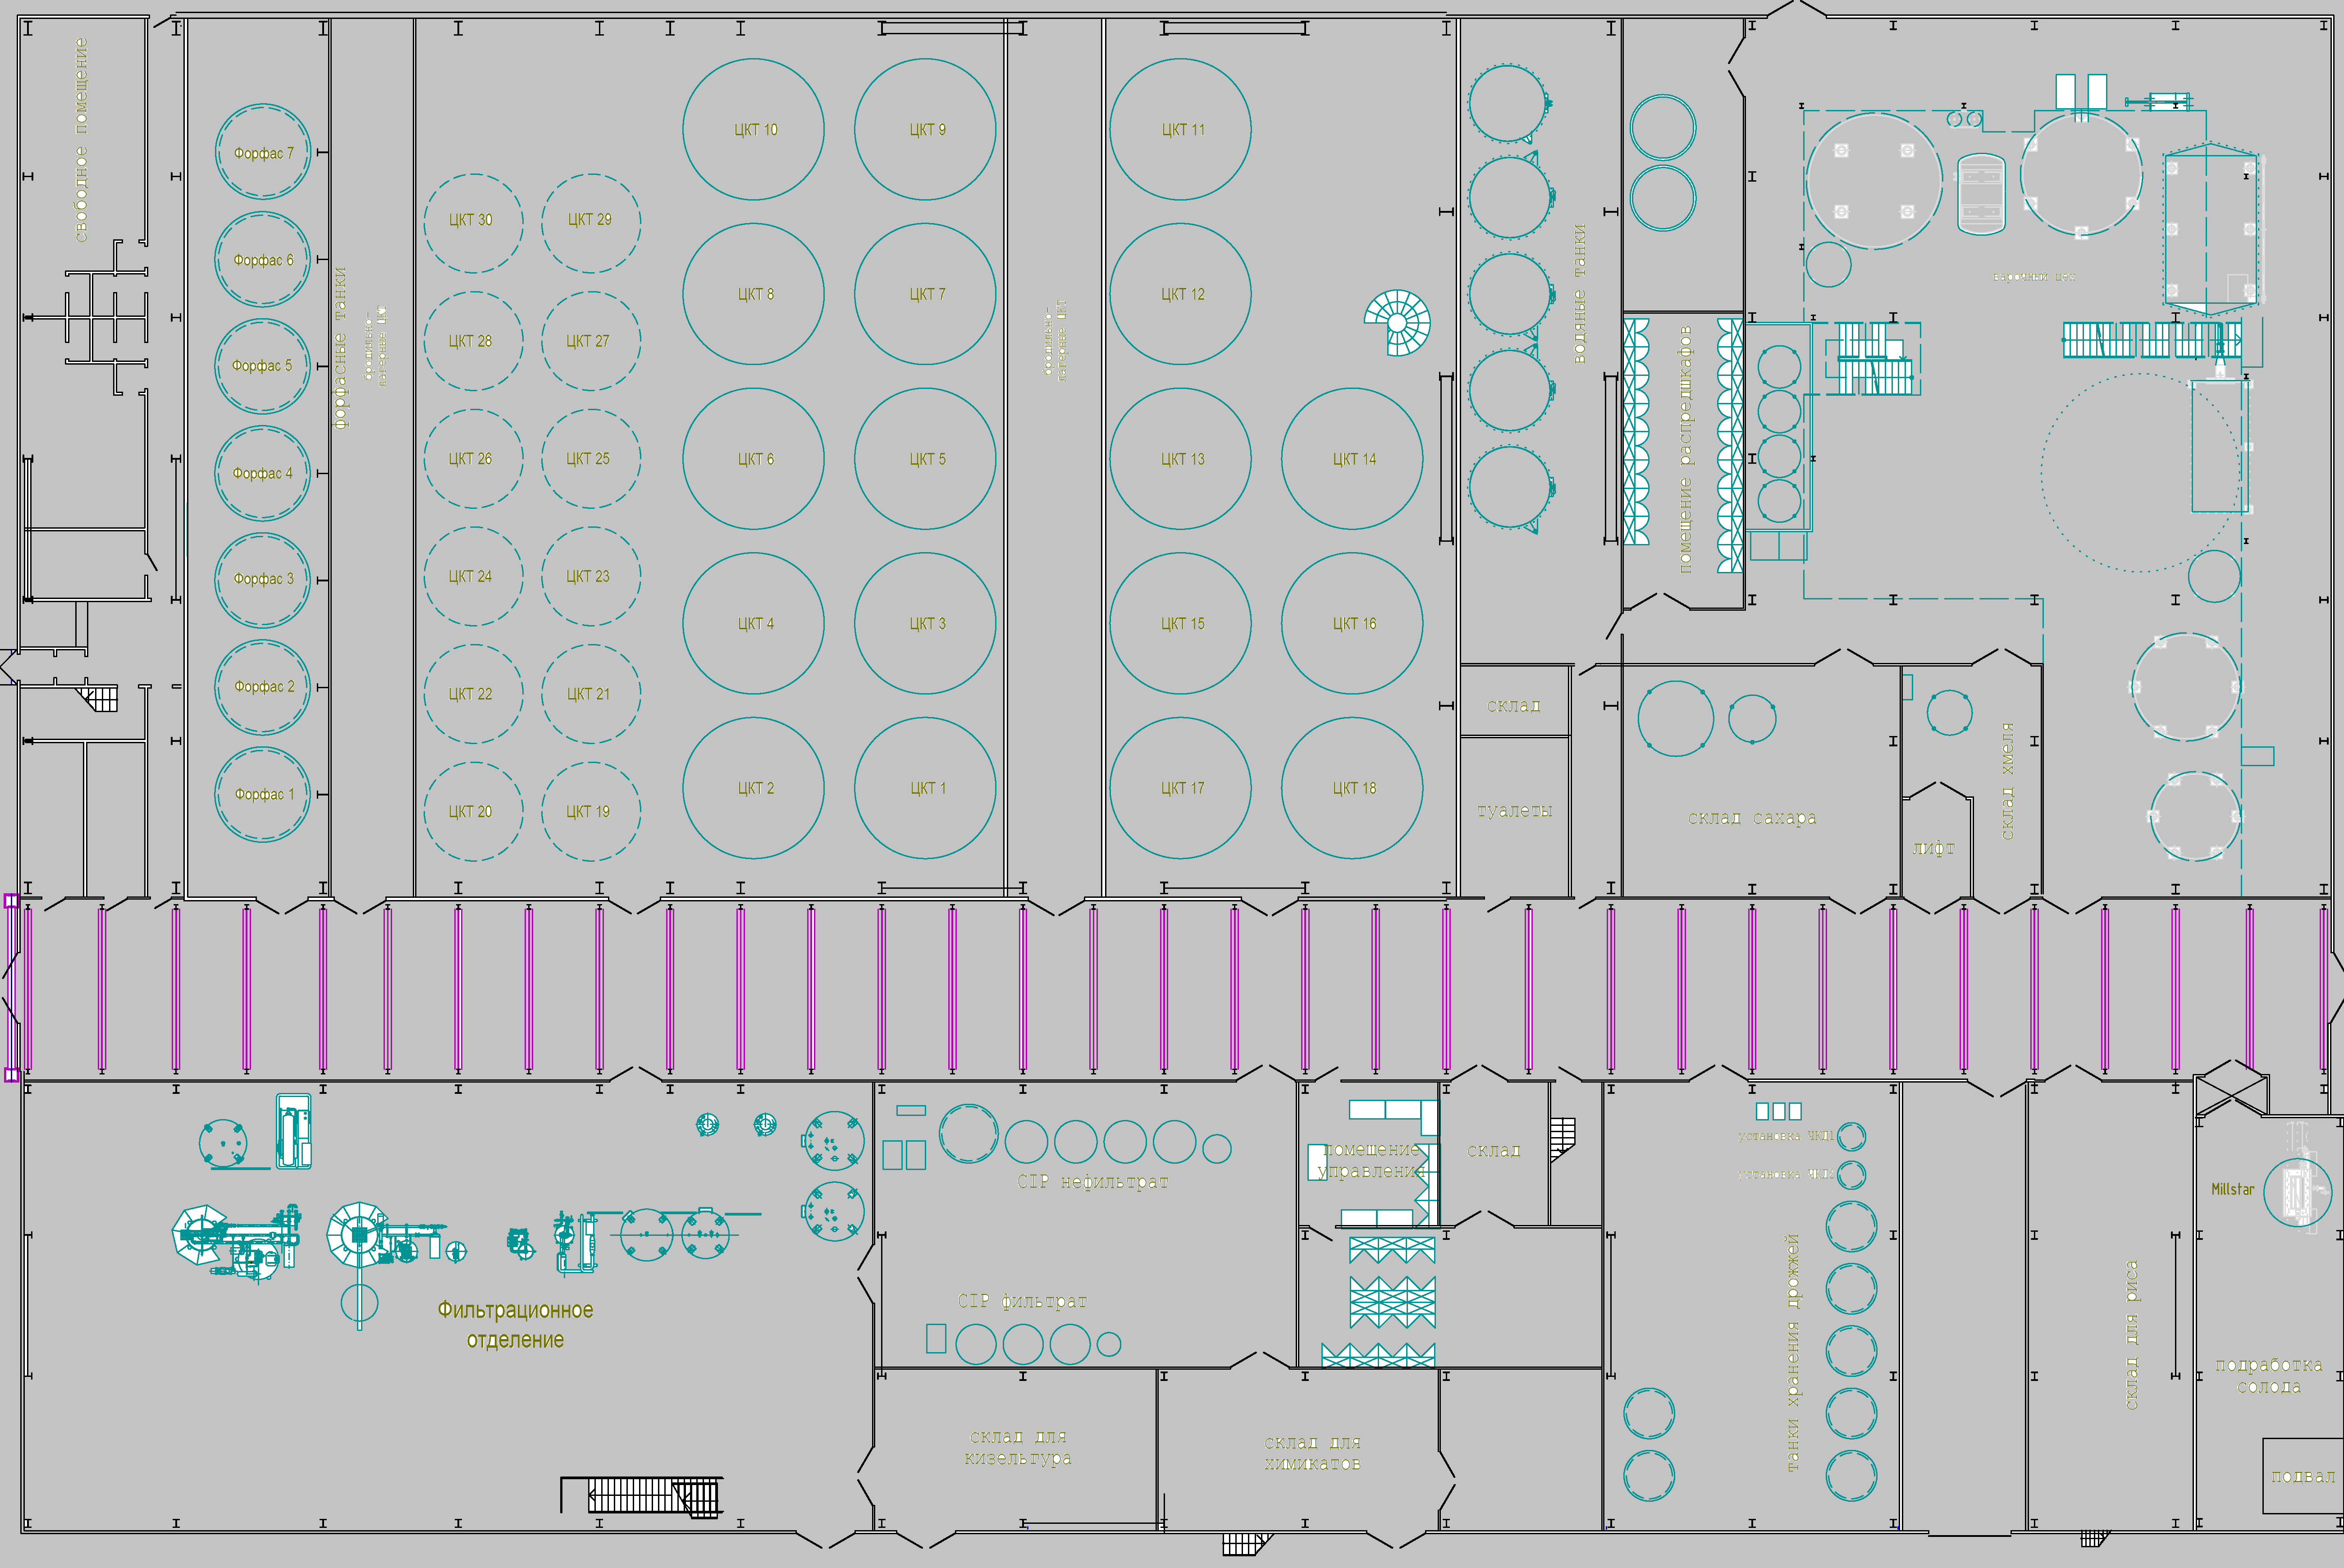 свободное помещение
Форфас 7
Форфас 6
Форфас 5
Форфас 4
Форфас 3
Форфас 2
Форфас 1
форфасные танки
ЦКТ 30
ЦКТ 29
ЦКТ 28
ЦКТ 27
ЦКТ 26
ЦКТ 25
ЦКТ 24
ЦКТ 23
ЦКТ 22
ЦКТ 21
ЦКТ 20
ЦКТ 19
ЦКТ 10
ЦКТ 9
ЦКТ 8
ЦКТ 7
ЦКТ 6
ЦКТ 5
ЦКТ 4
ЦКТ 3
ЦКТ 2
ЦКТ 1
ЦКТ 11
ЦКТ 12
ЦКТ 13
ЦКТ 14
ЦКТ 15
ЦКТ 16
ЦКТ 17
ЦКТ 18
водяные танки
помещение распредшкафов
варочный цех
склад
туалеты
склад сахара
лифт
склад хмеля
Фильтрационное
отделение
CIP нефильтрат
CIP фильтрат
помещение
управления
склад
склад для
кизельгура
склад для
химикатов
установка ЧКД1
установка ЧКД2
танки хранения дрожжей
склад для риса
Millstar
подработка
солода
подвал